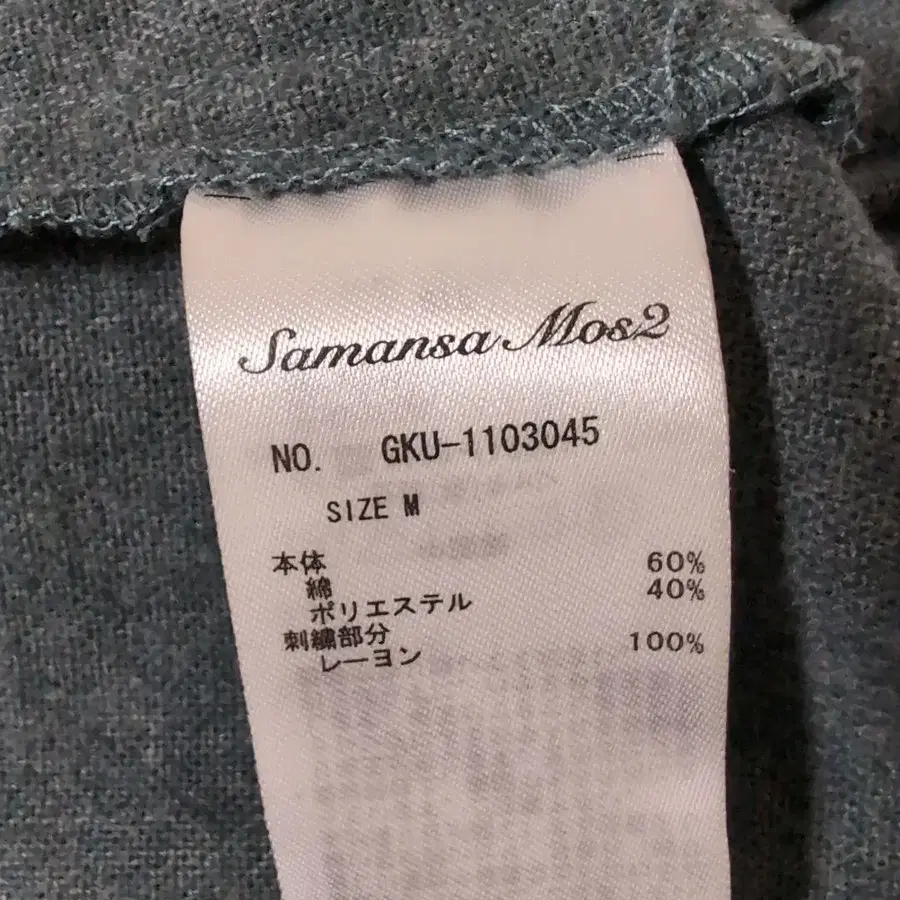 Samansa Mos2
NO. GKU-1103045
SIZE M
本体
綿 60%
ポリエステル 40%
刺繍部分
レーヨン 100%